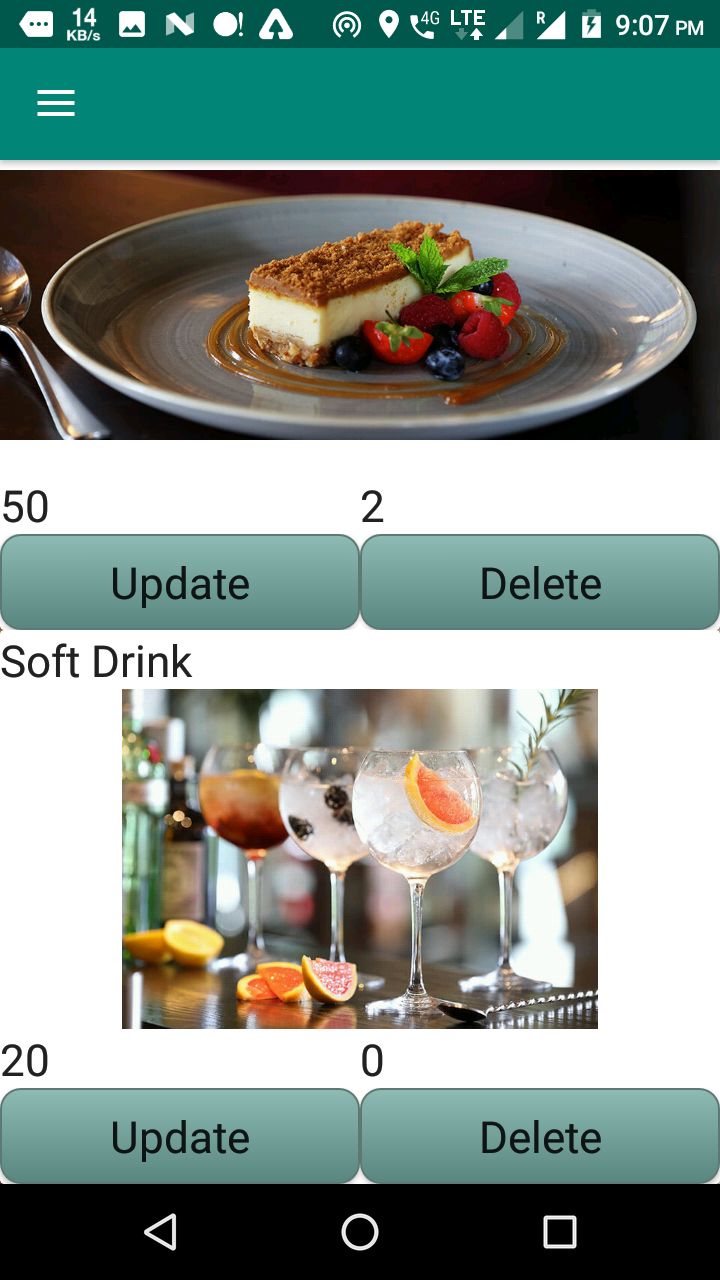 14 KB/s 4G LTE R 9:07 PM
50 2
Update Delete
Soft Drink
20 0
Update Delete